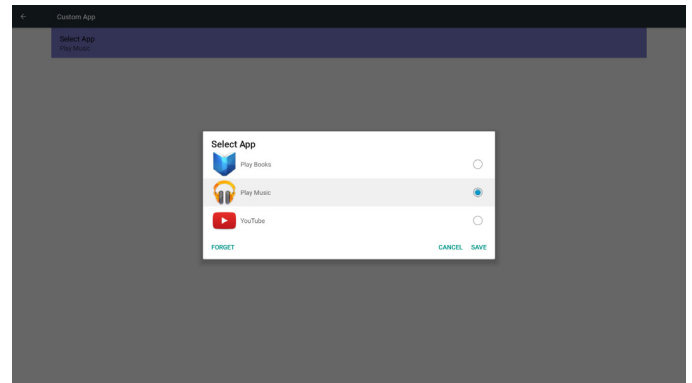 Custom App
Select App
Play Music
Select App
Play Books
Play Music
YouTube
FORGET CANCEL SAVE